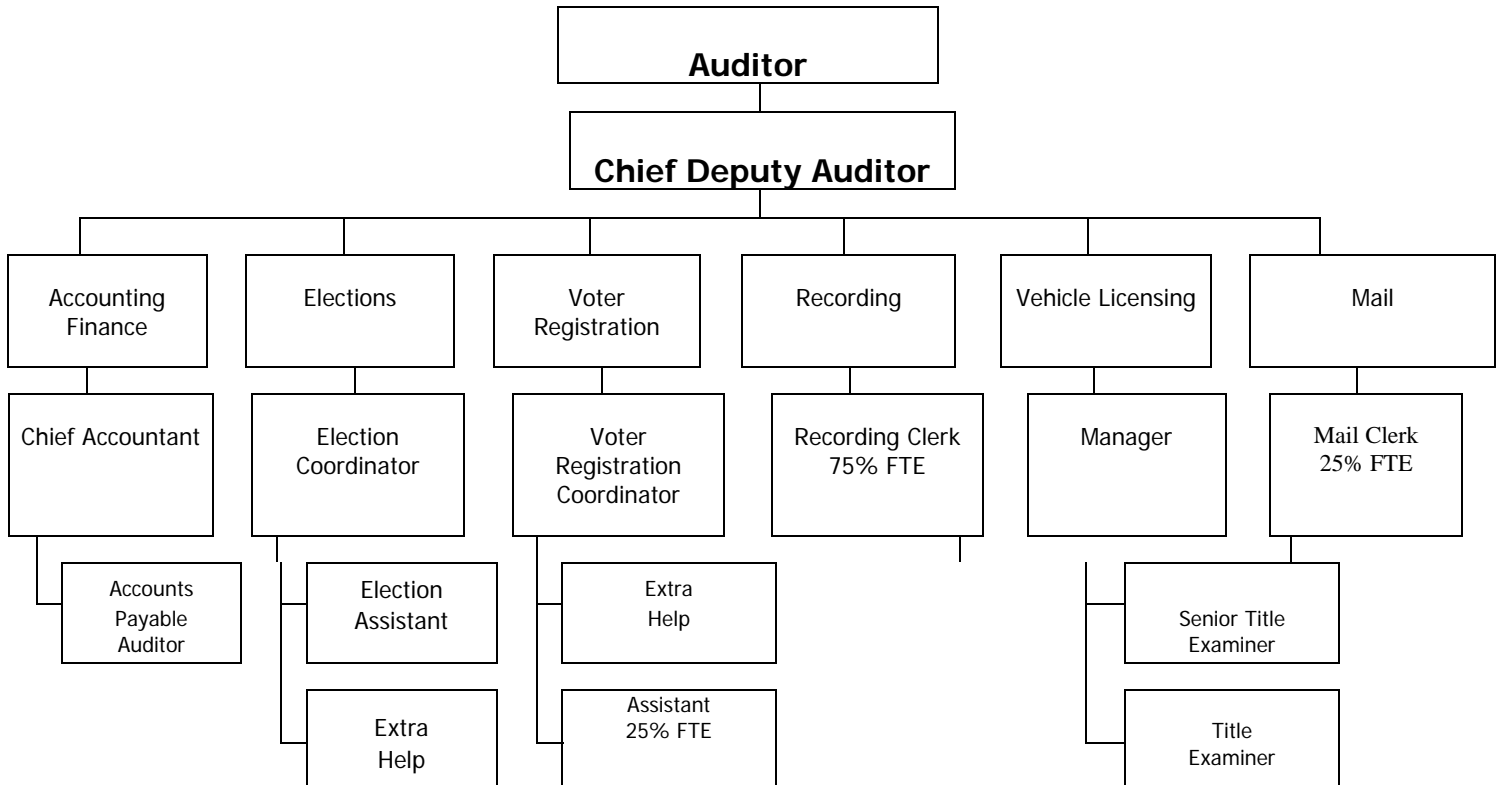 Auditor
Chief Deputy Auditor
Accounting
Finance
Elections
Voter
Registration
Recording
Vehicle Licensing
Mail
Chief Accountant
Election
Coordinator
Voter
Registration
Coordinator
Recording Clerk
75% FTE
Manager
Mail Clerk
25% FTE
Accounts
Payable
Auditor
Election
Assistant
Extra
Help
Senior Title
Examiner
Extra
Help
Assistant
25% FTE
Title
Examiner